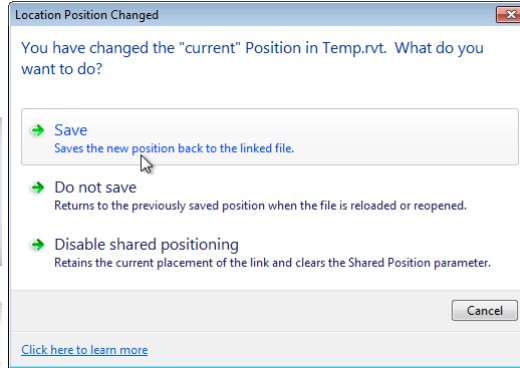 Location Position Changed
You have changed the "current" Position in Temp.rvt. What do you
want to do?
Save
Saves the new position back to the linked file.
Do not save
Returns to the previously saved position when the file is reloaded or reopened.
Disable shared positioning
Retains the current placement of the link and clears the Shared Position parameter.
Cancel
Click here to learn more